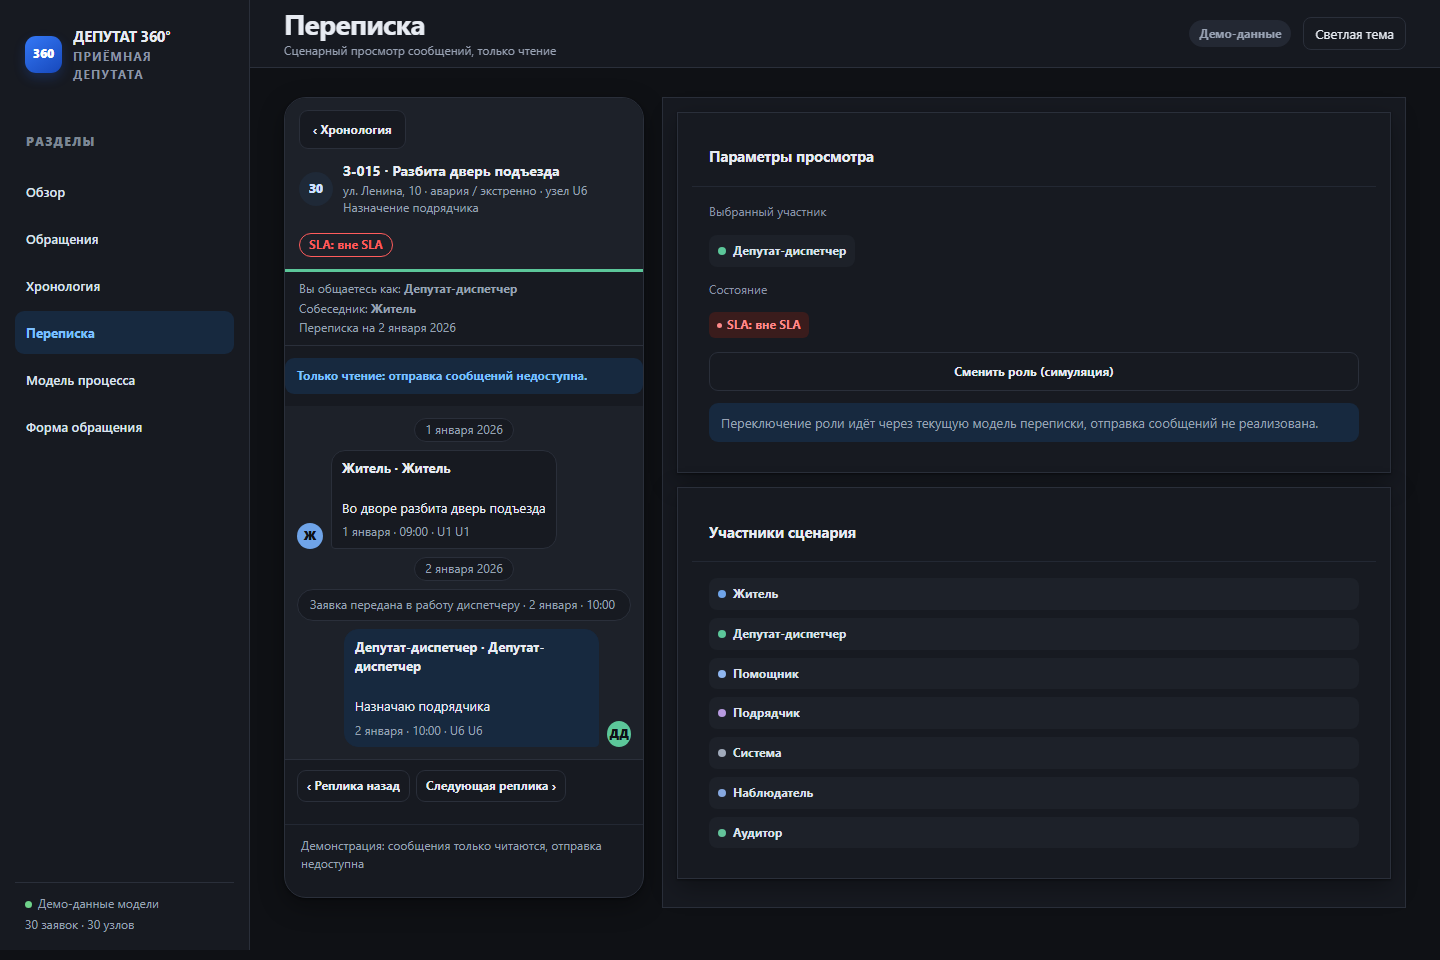 360
ДЕПУТАТ 360°
ПРИЁМНАЯ
ДЕПУТАТА
РАЗДЕЛЫ
Обзор
Обращения
Хронология
Переписка
Модель процесса
Форма обращения
Демо-данные модели
30 заявок · 30 узлов
Переписка
Сценарный просмотр сообщений, только чтение
Демо-данные
Светлая тема
‹ Хронология
30
З-015 · Разбита дверь подъезда
ул. Ленина, 10 · авария / экстренно · узел U6
Назначение подрядчика
SLA: вне SLA
Вы общаетесь как: Депутат-диспетчер
Собеседник: Житель
Переписка на 2 января 2026
Только чтение: отправка сообщений недоступна.
1 января 2026
Житель · Житель
Во дворе разбита дверь подъезда
1 января · 09:00 · U1 U1
Ж
2 января 2026
Заявка передана в работу диспетчеру · 2 января · 10:00
Депутат-диспетчер · Депутат-
диспетчер
Назначаю подрядчика
2 января · 10:00 · U6 U6
ДД
‹ Реплика назад
Следующая реплика ›
Демонстрация: сообщения только читаются, отправка
недоступна
Параметры просмотра
Выбранный участник
Депутат-диспетчер
Состояние
SLA: вне SLA
Сменить роль (симуляция)
Переключение роли идёт через текущую модель переписки, отправка сообщений не реализована.
Участники сценария
Житель
Депутат-диспетчер
Помощник
Подрядчик
Система
Наблюдатель
Аудитор